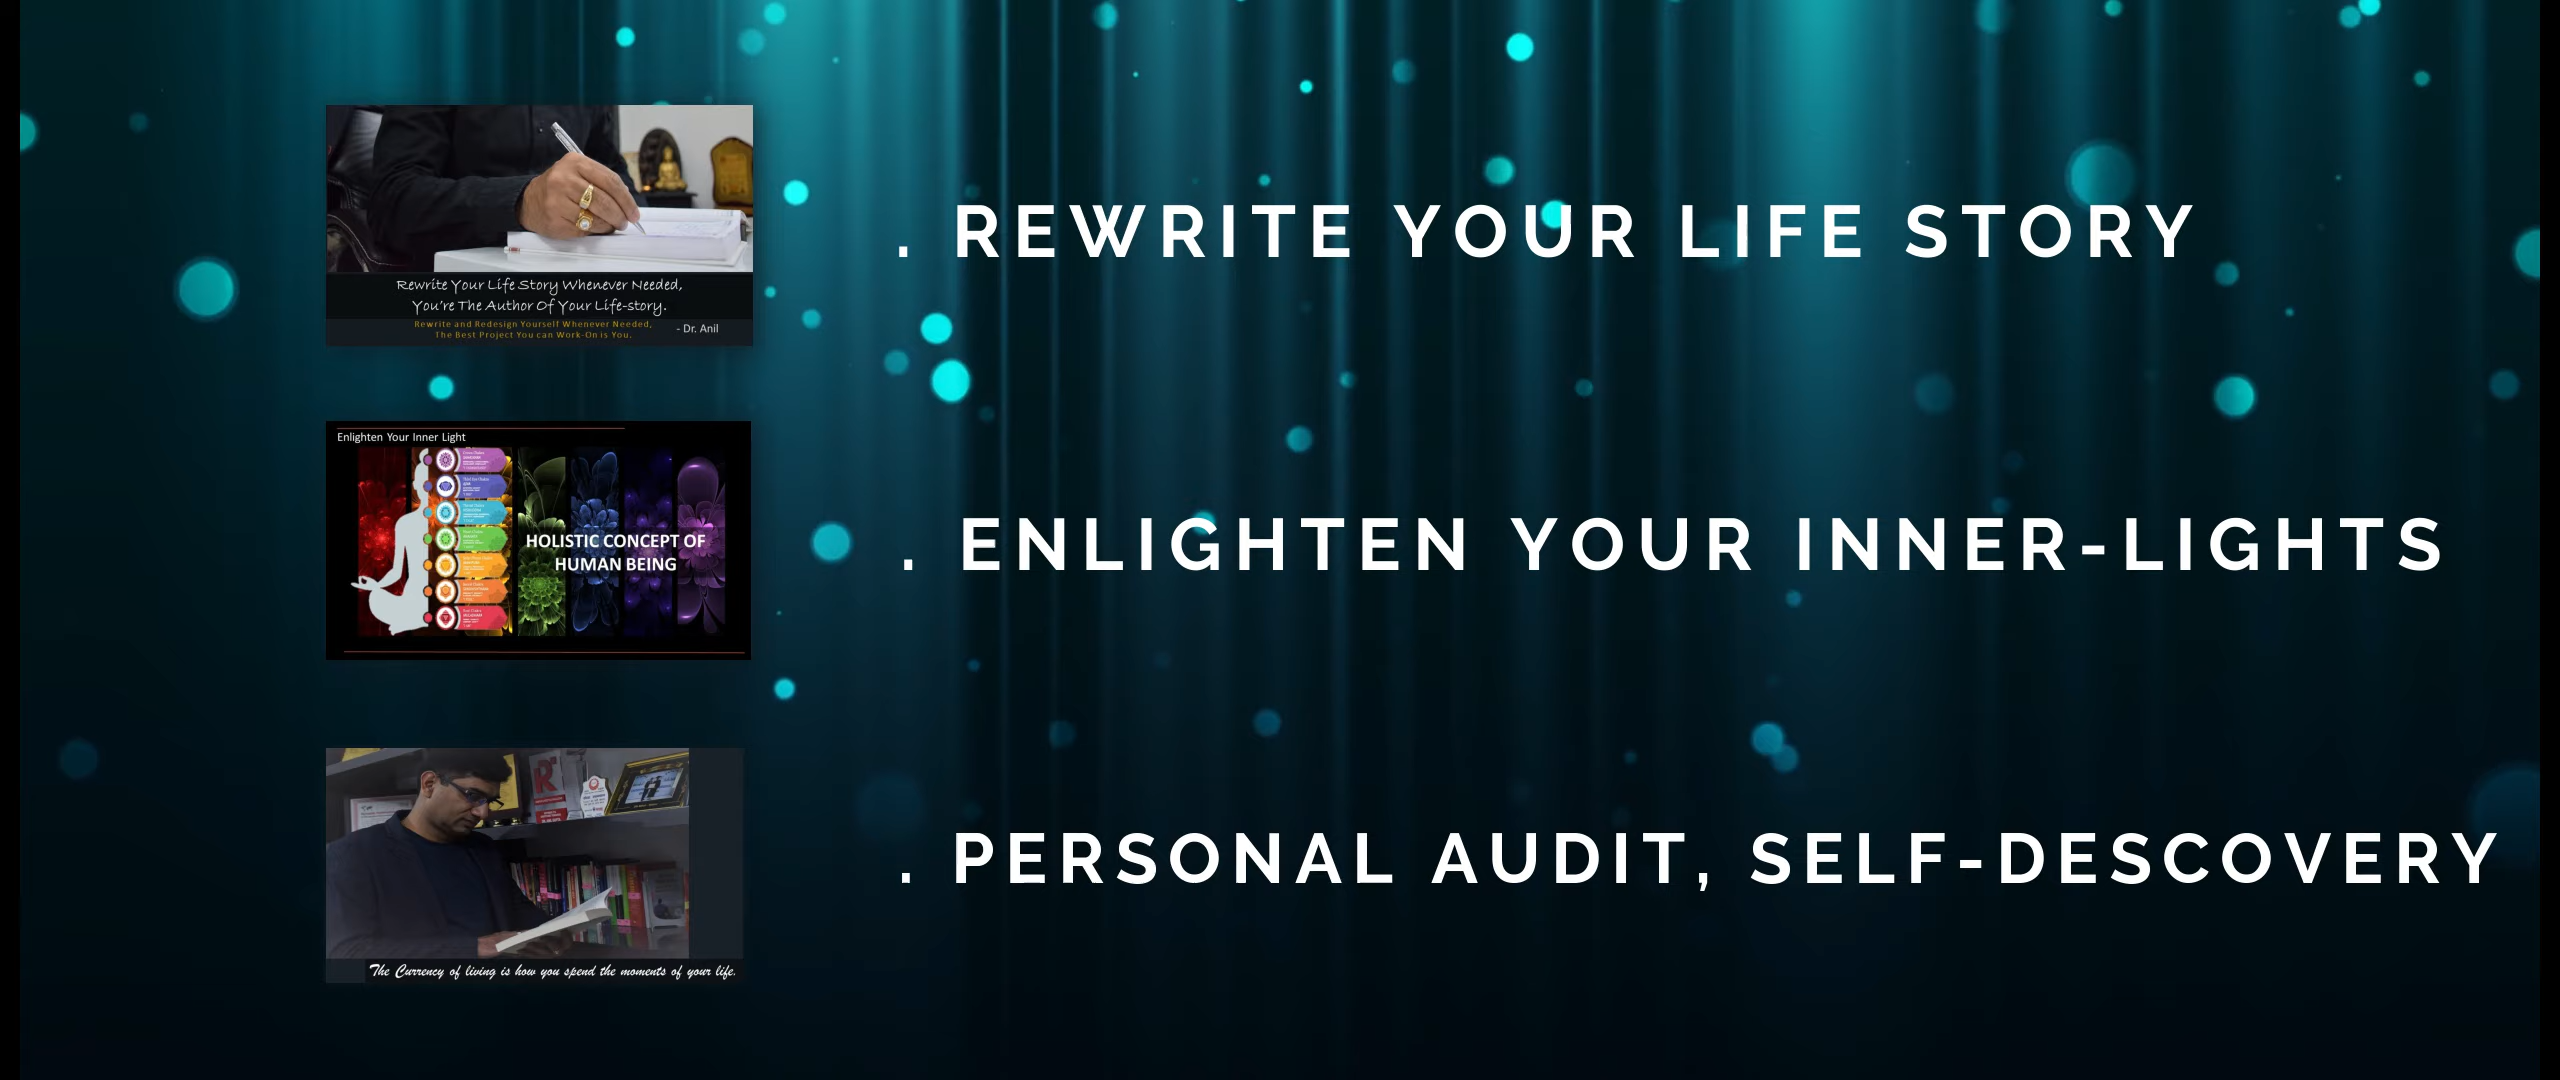 Rewrite Your Life Story Whenever Needed,
You're The Author Of Your Life-story.
Rewrite and Redesign Yourself Whenever Needed,
The Best Project You can Work-On is You.
- Dr. Anil
. REWRITE YOUR LIFE STORY
Enlighten Your Inner Light
HOLISTIC CONCEPT OF
HUMAN BEING
. ENLIGHTEN YOUR INNER-LIGHTS
The Currency of living is how you spend the moments of your life.
. PERSONAL AUDIT, SELF-DESCOVERY